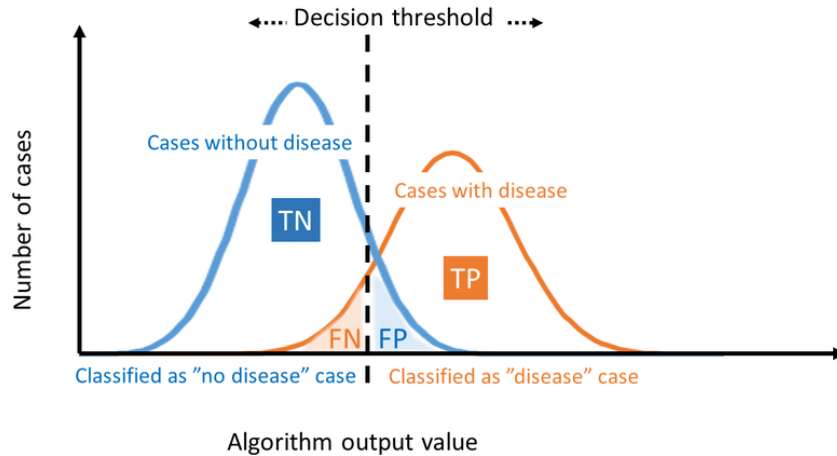 Decision threshold
Number of cases
Cases without disease
Cases with disease
TN
TP
FN
FP
Classified as ”no disease” case
Classified as ”disease” case
Algorithm output value